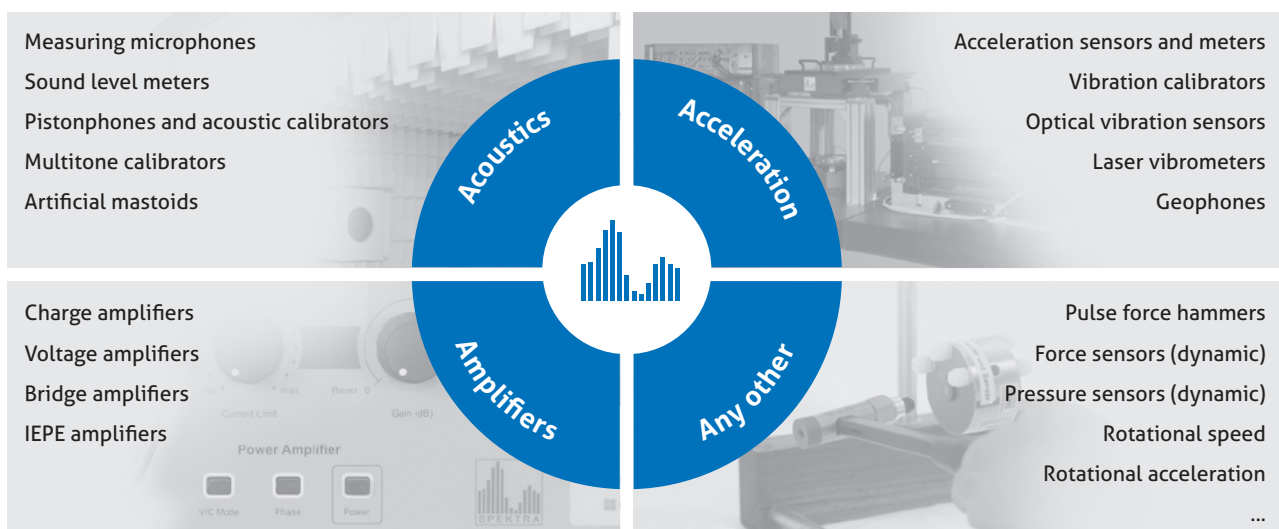 Measuring microphones
Sound level meters
Pistonphones and acoustic calibrators
Multitone calibrators
Artificial mastoids
Acoustics
Acceleration
Acceleration sensors and meters
Vibration calibrators
Optical vibration sensors
Laser vibrometers
Geophones
Charge amplifiers
Voltage amplifiers
Bridge amplifiers
IEPE amplifiers
max
Reset 0
Current Limit
Gain (dB)
Power Amplifier
V/C Mode
Phase
Power
SPEKTRA
Amplifiers
Any other
Pulse force hammers
Force sensors (dynamic)
Pressure sensors (dynamic)
Rotational speed
Rotational acceleration
...